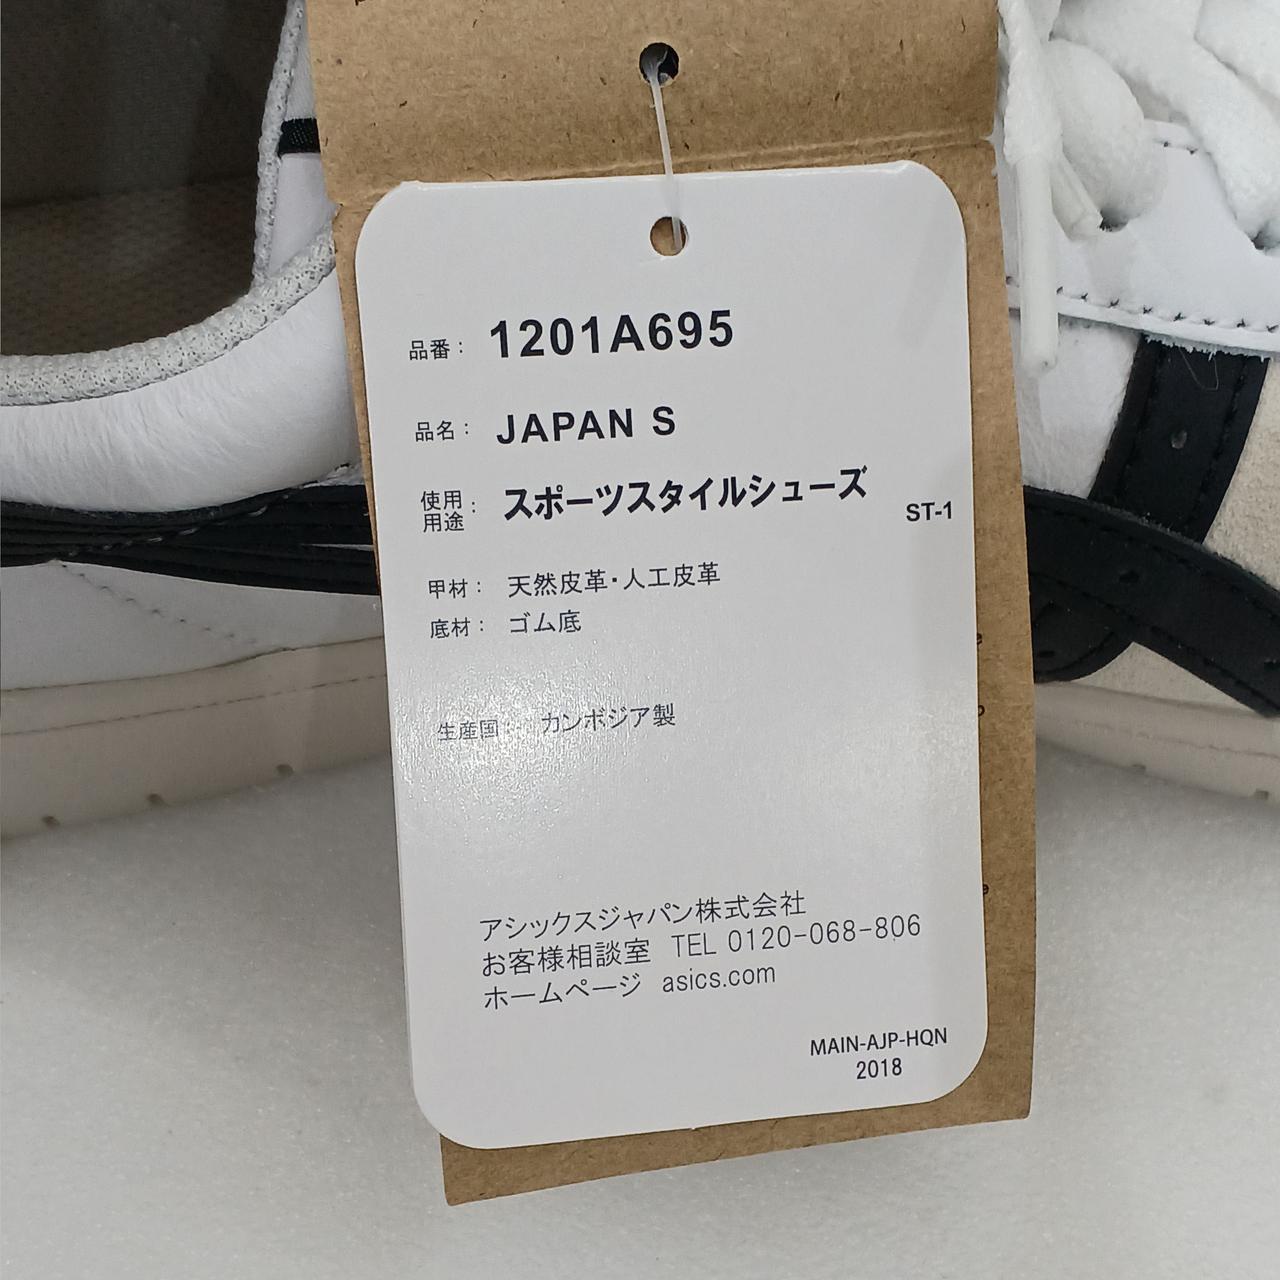 品番： 1201A695
品名： JAPAN S
使用用途： スポーツスタイルシューズ
ST-1
甲材： 天然皮革・人工皮革
底材： ゴム底
生産国： カンボジア製
アシックスジャパン株式会社
お客様相談室 TEL 0120-068-806
ホームページ asics.com
MAIN-AJP-HQN
2018